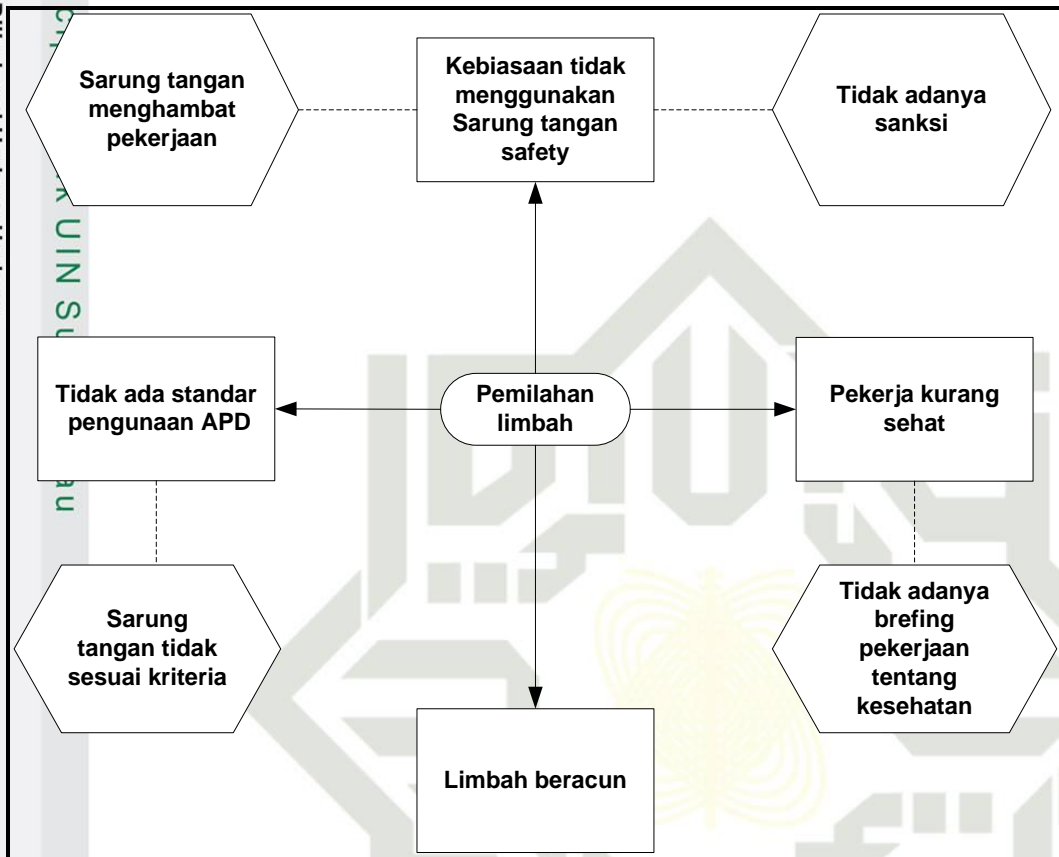 Sarung tangan
menghambat
pekerjaan
Kebiasaan tidak
menggunakan
Sarung tangan
safety
Tidak adanya
sanksi
Tidak ada standar
pengunaan APD
Pemilahan
limbah
Pekerja kurang
sehat
Sarung
tangan tidak
sesuai kriteria
Tidak adanya
brefing
pekerjaan
tentang
kesehatan
Limbah beracun
UIN